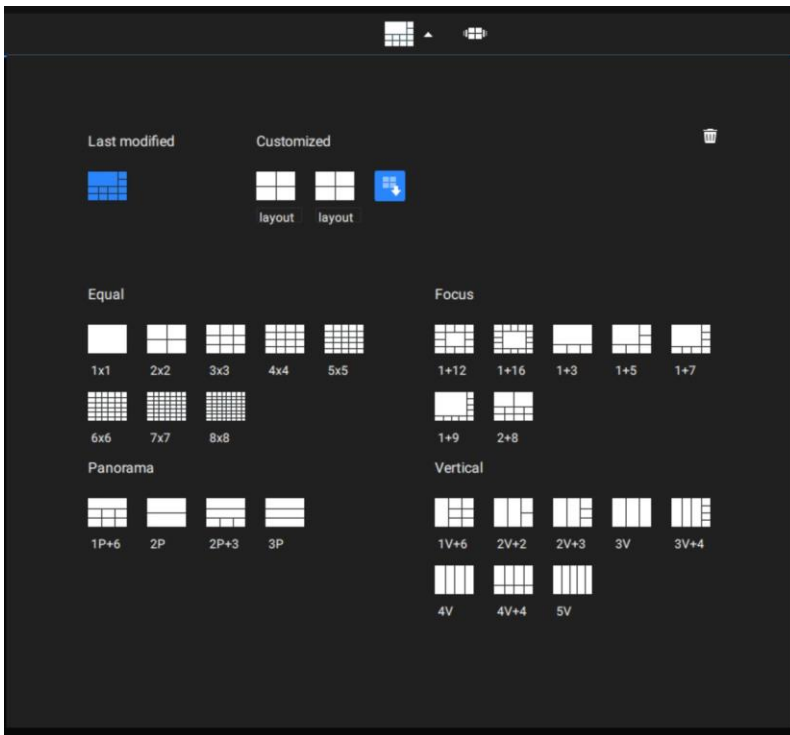 Last modified
Customized
layout layout
Equal
1x1 2x2 3x3 4x4 5x5
6x6 7x7 8x8
Focus
1+12 1+16 1+3 1+5 1+7
1+9 2+8
Panorama
1P+6 2P 2P+3 3P
Vertical
1V+6 2V+2 2V+3 3V 3V+4
4V 4V+4 5V